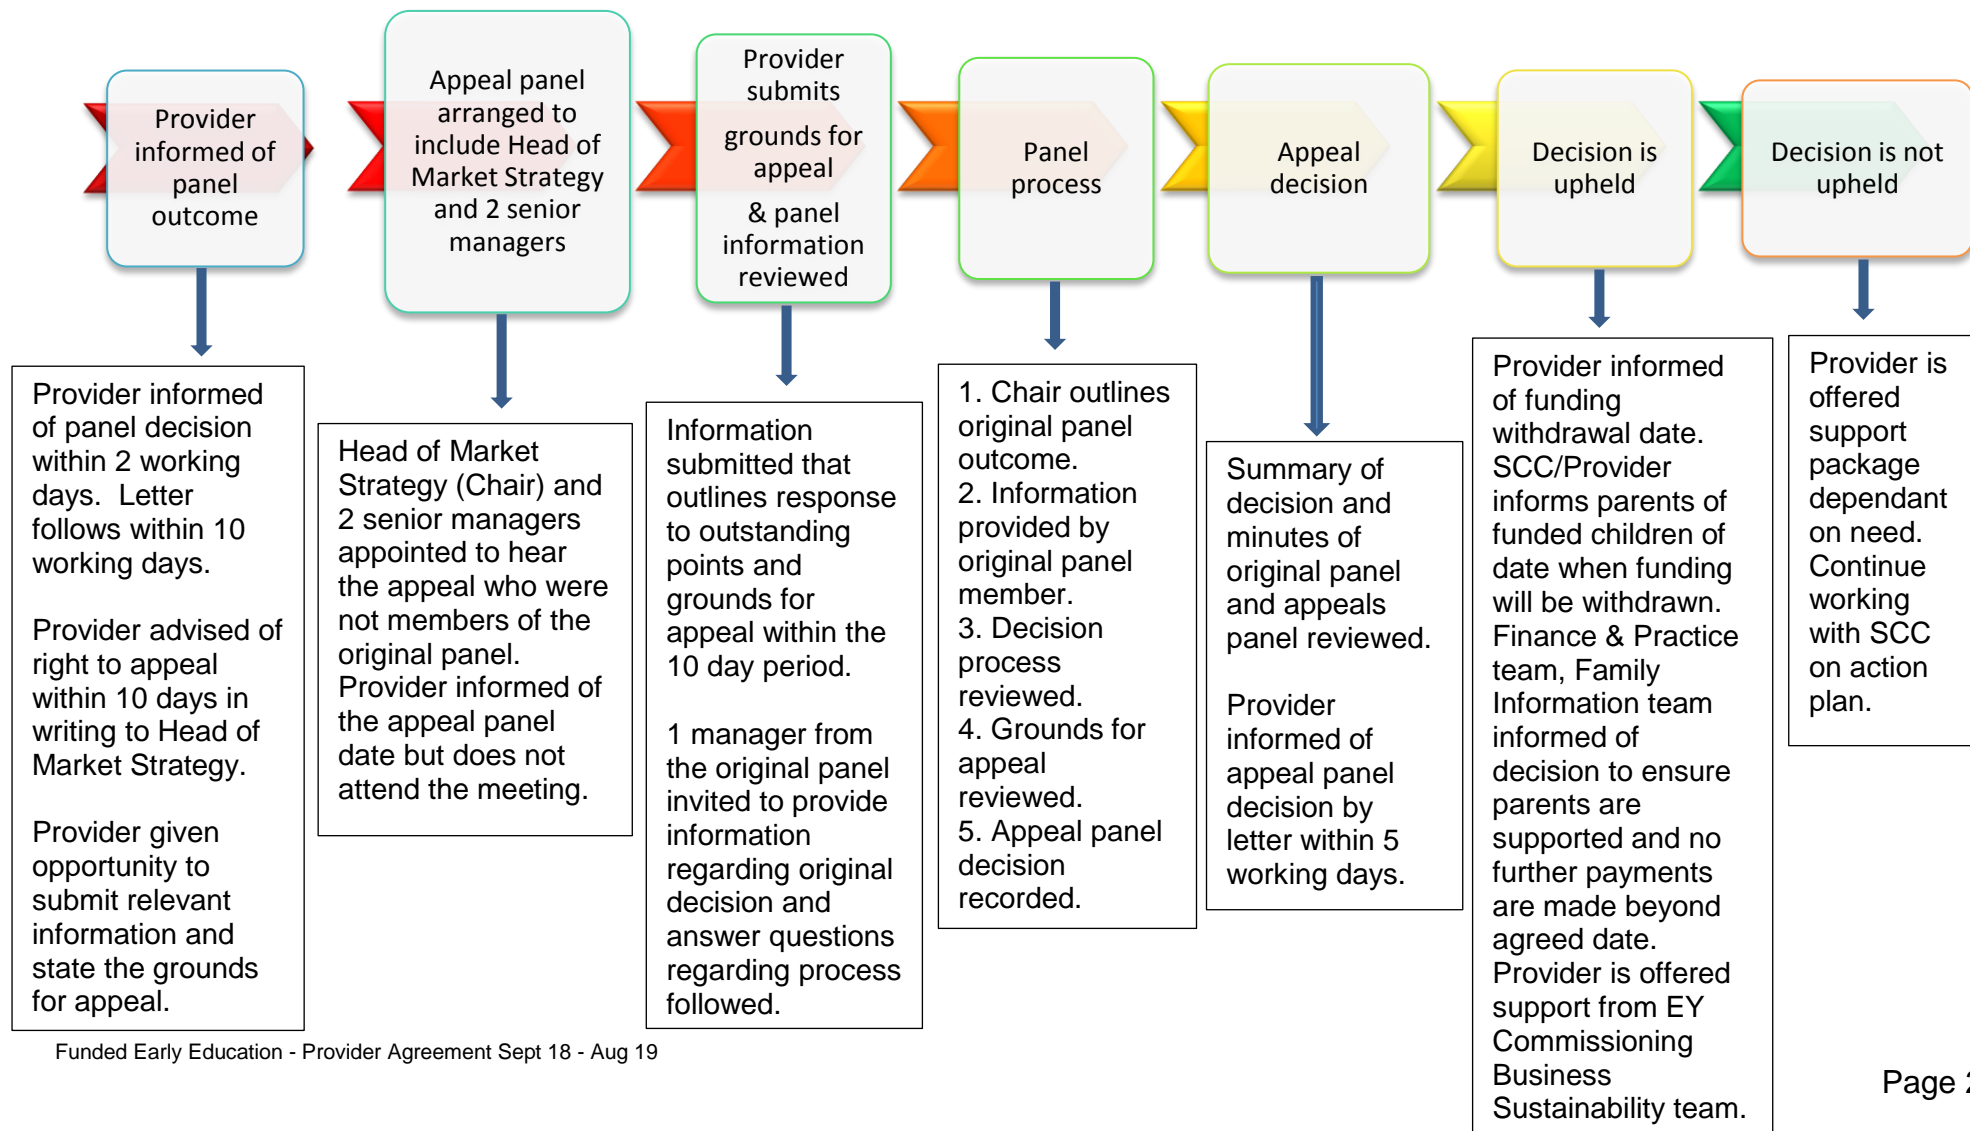 Provider
informed of
panel
outcome
Appeal panel
arranged to
include Head of
Market Strategy
and 2 senior
managers
Provider
submits
grounds for
appeal
& panel
information
reviewed
Panel
process
Appeal
decision
Decision is
upheld
Decision is not
upheld
Provider informed
of panel decision
within 2 working
days.  Letter
follows within 10
working days.
Provider advised of
right to appeal
within 10 days in
writing to Head of
Market Strategy.
Provider given
opportunity to
submit relevant
information and
state the grounds
for appeal.
Head of Market
Strategy (Chair) and
2 senior managers
appointed to hear
the appeal who were
not members of the
original panel.
Provider informed of
the appeal panel
date but does not
attend the meeting.
Information
submitted that
outlines response
to outstanding
points and
grounds for
appeal within the
10 day period.
1 manager from
the original panel
invited to provide
information
regarding original
decision and
answer questions
regarding process
followed.
1. Chair outlines
original panel
outcome.
2. Information
provided by
original panel
member.
3. Decision
process
reviewed.
4. Grounds for
appeal
reviewed.
5. Appeal panel
decision
recorded.
Summary of
decision and
minutes of
original panel
and appeals
panel reviewed.
Provider
informed of
appeal panel
decision by
letter within 5
working days.
Provider informed
of funding
withdrawal date.
SCC/Provider
informs parents of
funded children of
date when funding
will be withdrawn.
Finance & Practice
team, Family
Information team
informed of
decision to ensure
parents are
supported and no
further payments
are made beyond
agreed date.
Provider is offered
support from EY
Commissioning
Business
Sustainability team.
Provider is
offered
support
package
dependant
on need.
Continue
working
with SCC
on action
plan.
Funded Early Education - Provider Agreement Sept 18 - Aug 19
Page